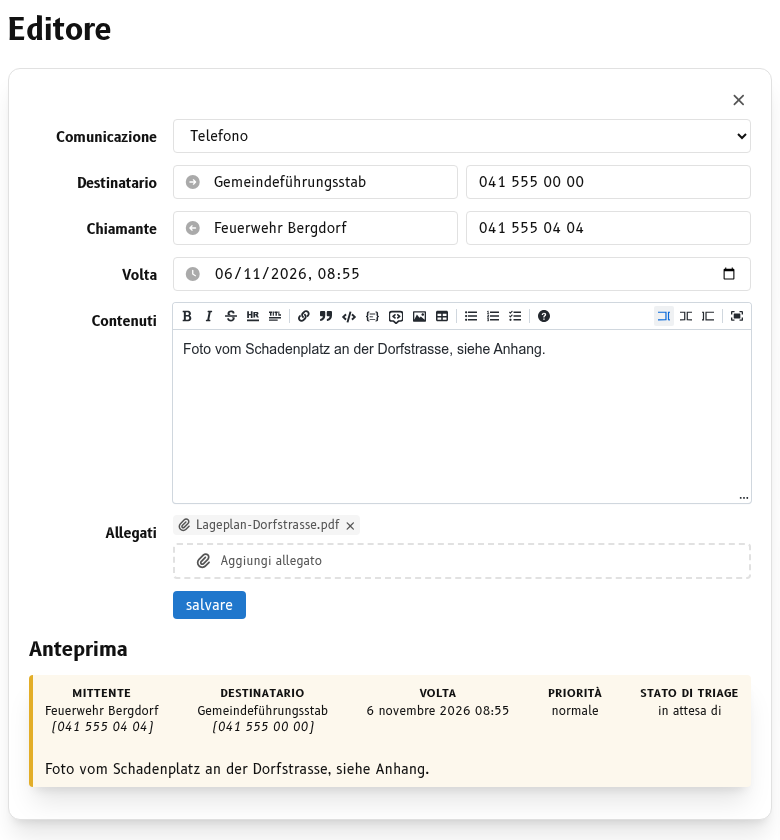 Editore
Comunicazione Telefono
Destinatario Gemeindeführungsstab 041 555 00 00
Chiamante Feuerwehr Bergdorf 041 555 04 04
Volta 06/11/2026, 08:55
Contenuti B I S HR TITL
Foto vom Schadenplatz an der Dorfstrasse, siehe Anhang.
Allegati Lageplan-Dorfstrasse.pdf
Aggiungi allegato
salvare
Anteprima
MITTENTE DESTINATARIO VOLTA PRIORITÀ STATO DI TRIAGE
Feuerwehr Bergdorf Gemeindeführungsstab 6 novembre 2026 08:55 normale in attesa di
[041 555 04 04] [041 555 00 00]
Foto vom Schadenplatz an der Dorfstrasse, siehe Anhang.